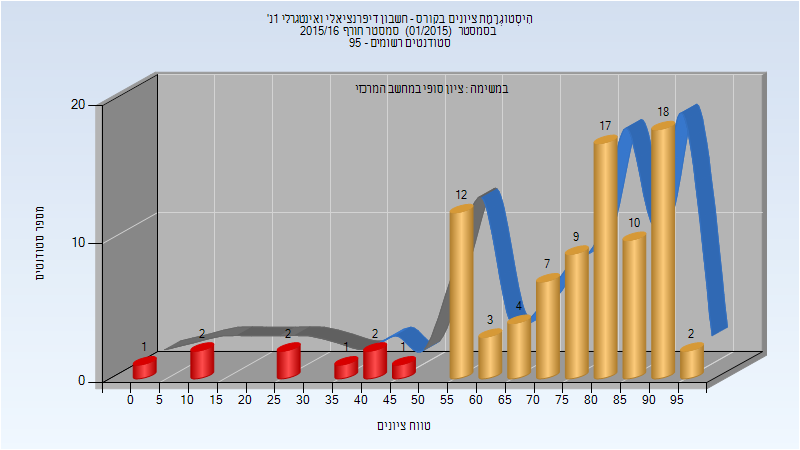 הִיסְטוֹגְרַמַת ציונים בקורס - חשבון דיפרנציאלי ואינטגרלי 1נ'
בסמסטר (01/2015) סמסטר חורף 2015/16
סטודנטים רשומים - 95
במשימה : ציון סופי במחשב המרכזי
מספר סטודנטים
20
10
0
1 2 2 1 2 1 12 3 4 7 9 17 10 18 2
0 5 10 15 20 25 30 35 40 45 50 55 60 65 70 75 80 85 90 95
טווח ציונים